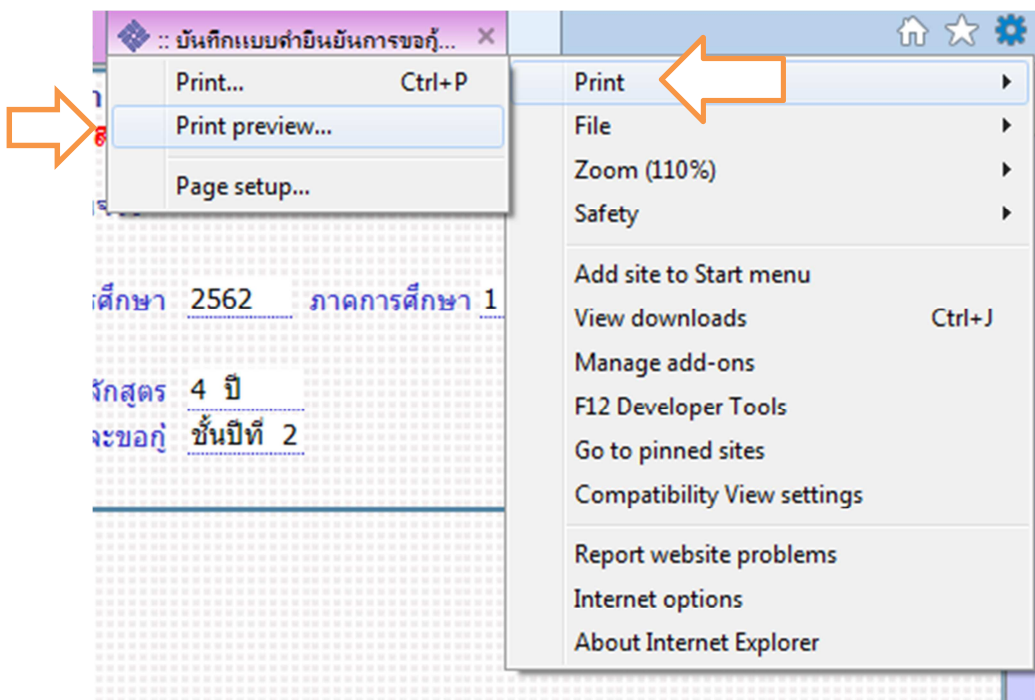 :: บันทึกแบบคำยืนยันการขอกู้...
Print... Ctrl+P
Print preview...
Page setup...
Print
File
Zoom (110%)
Safety
Add site to Start menu
View downloads Ctrl+J
Manage add-ons
F12 Developer Tools
Go to pinned sites
Compatibility View settings
Report website problems
Internet options
About Internet Explorer
รศึกษา 2562 ภาคการศึกษา 1
ลักสูตร 4 ปี
จะขอกู้ ชั้นปีที่ 2